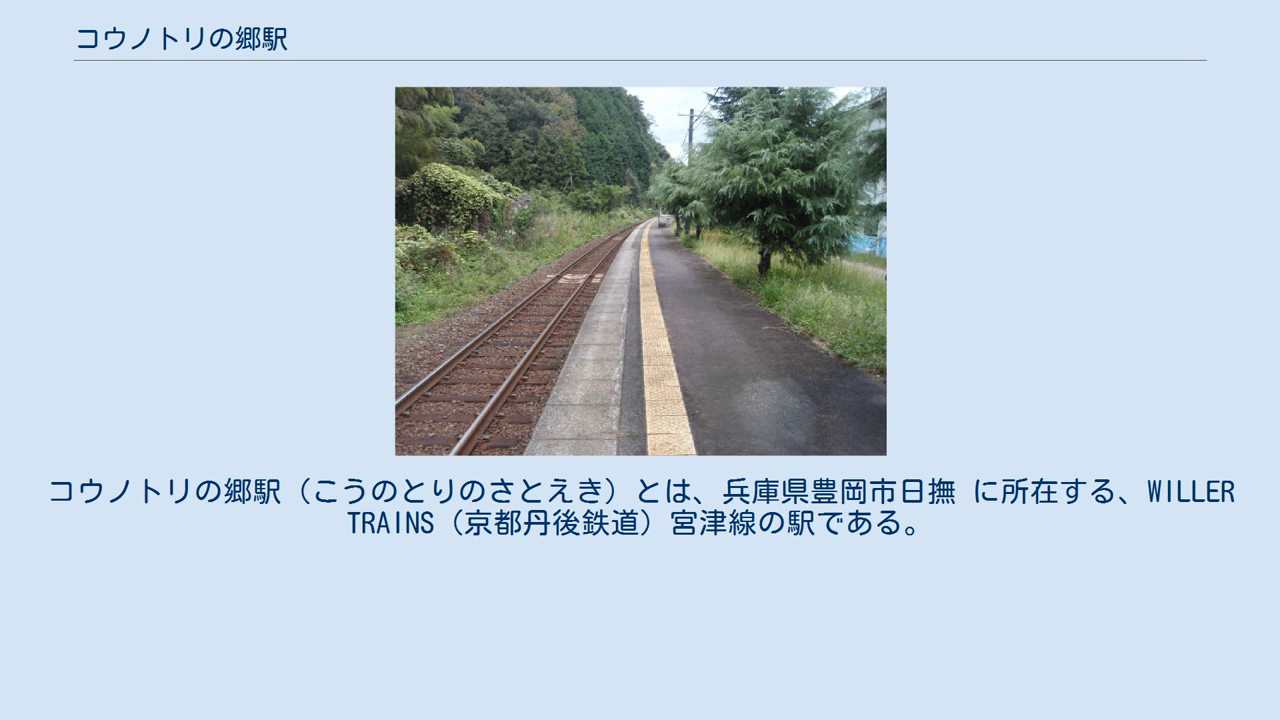 コウノトリの郷駅
コウノトリの郷駅（こうのとりのさとえき）とは、兵庫県豊岡市日撫 に所在する、WILLER
TRAINS（京都丹後鉄道）宮津線の駅である。